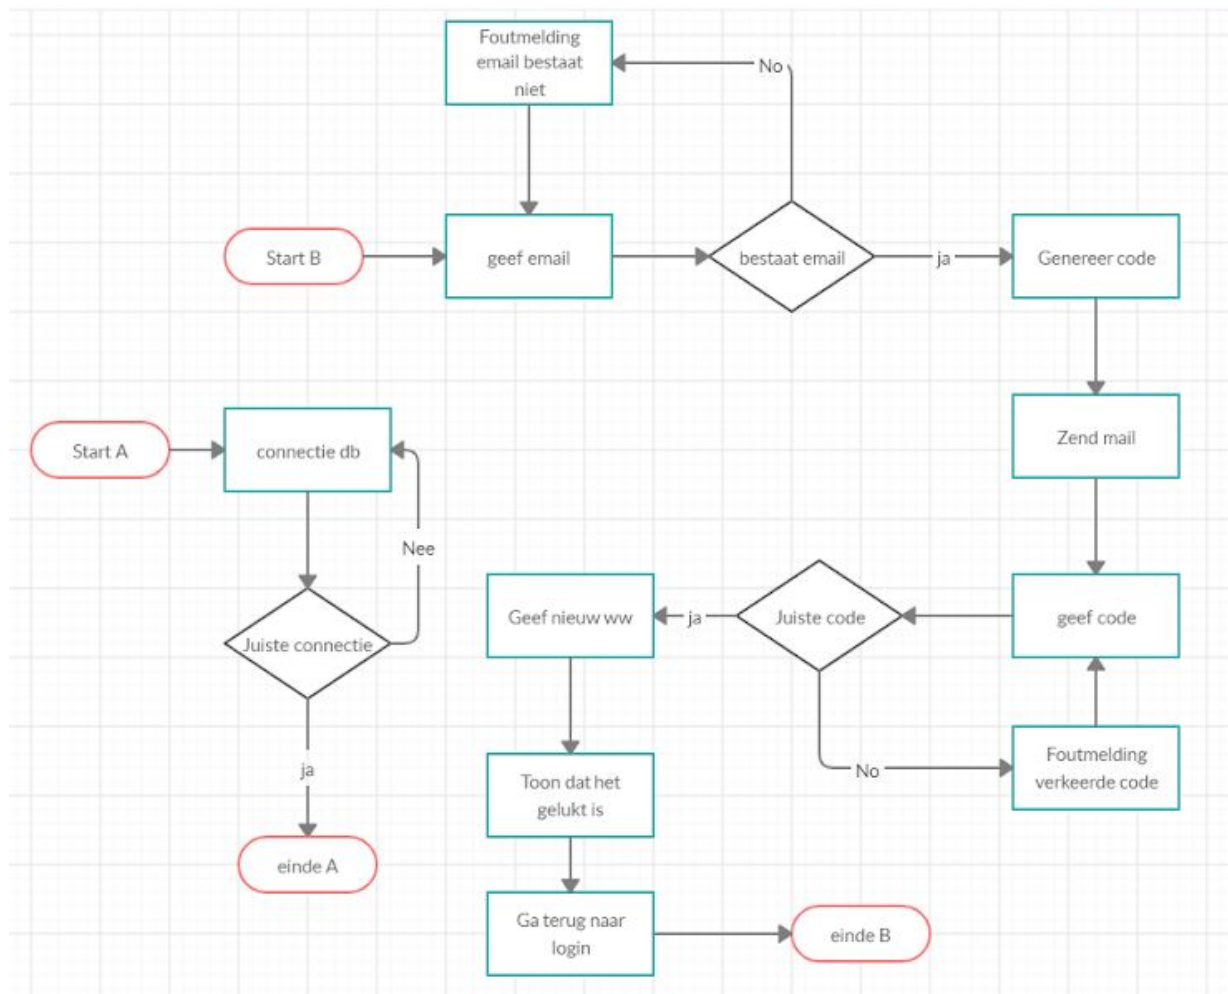 Foutmelding
email bestaat
niet
No
Start B
geef email
bestaat email
ja
Genereer code
Start A
connectie db
Zend mail
Nee
Juiste connectie
Geef nieuw ww
ja
Juiste code
geef code
ja
Toon dat het
gelukt is
No
Foutmelding
verkeerde code
einde A
Ga terug naar
login
einde B